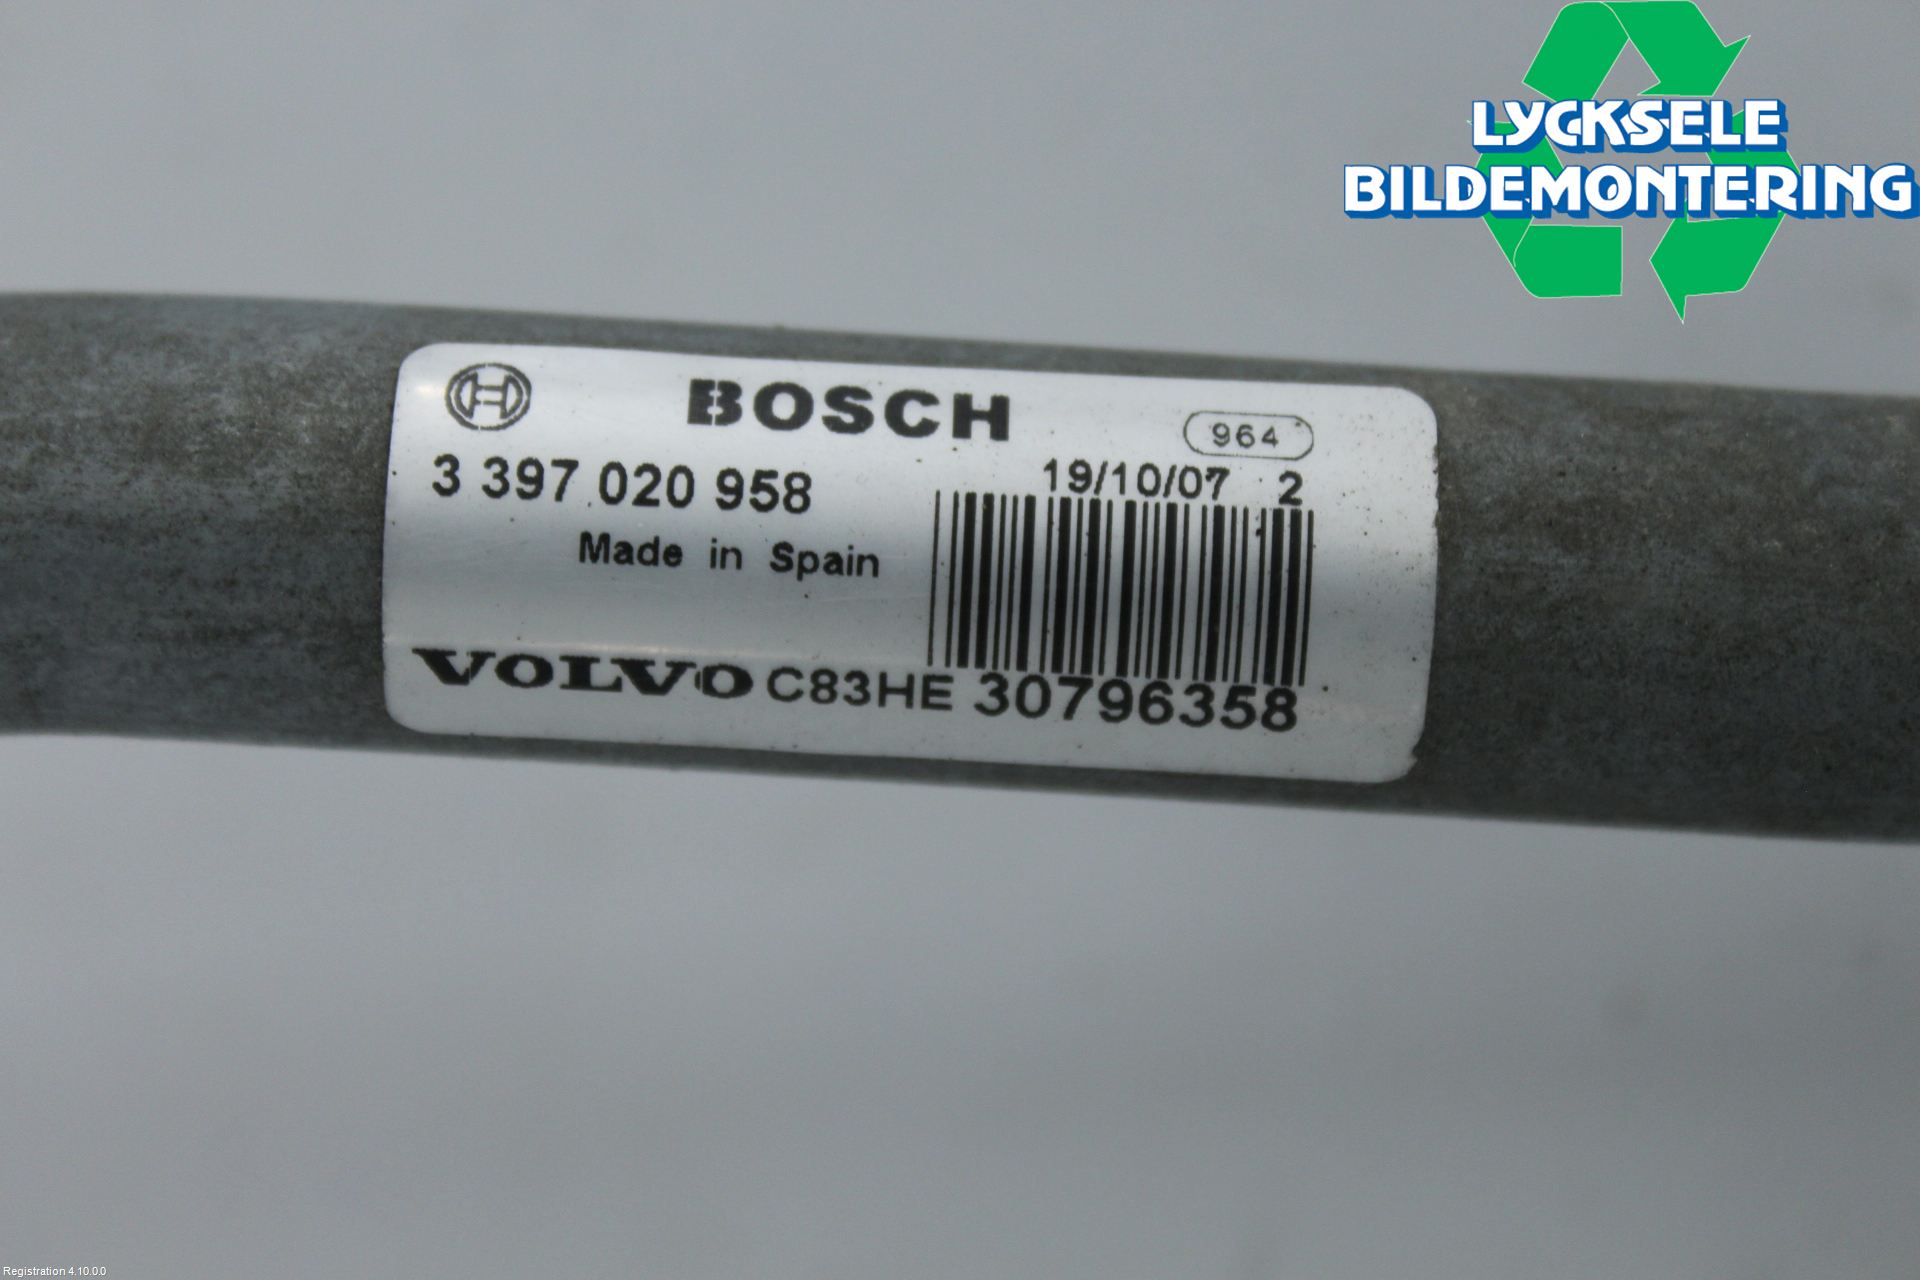 LYCKSELE
BILDEMONTERING
BOSCH
964
3 397 020 958
19/10/07 2
Made in Spain
VOLVO C83HE 30796358
Registration 4.10.0.0